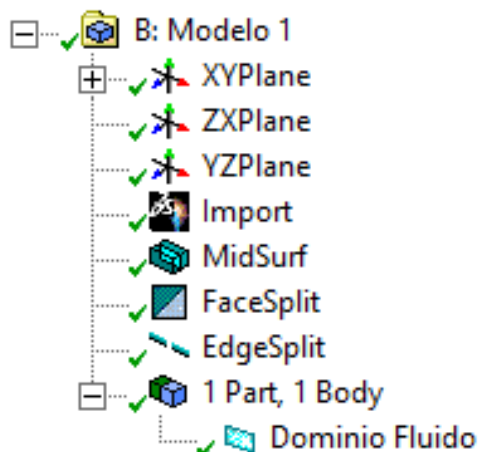 B: Modelo 1
XYPlane
ZXPlane
YZPlane
Import
MidSurf
FaceSplit
EdgeSplit
1 Part, 1 Body
Dominio Fluido